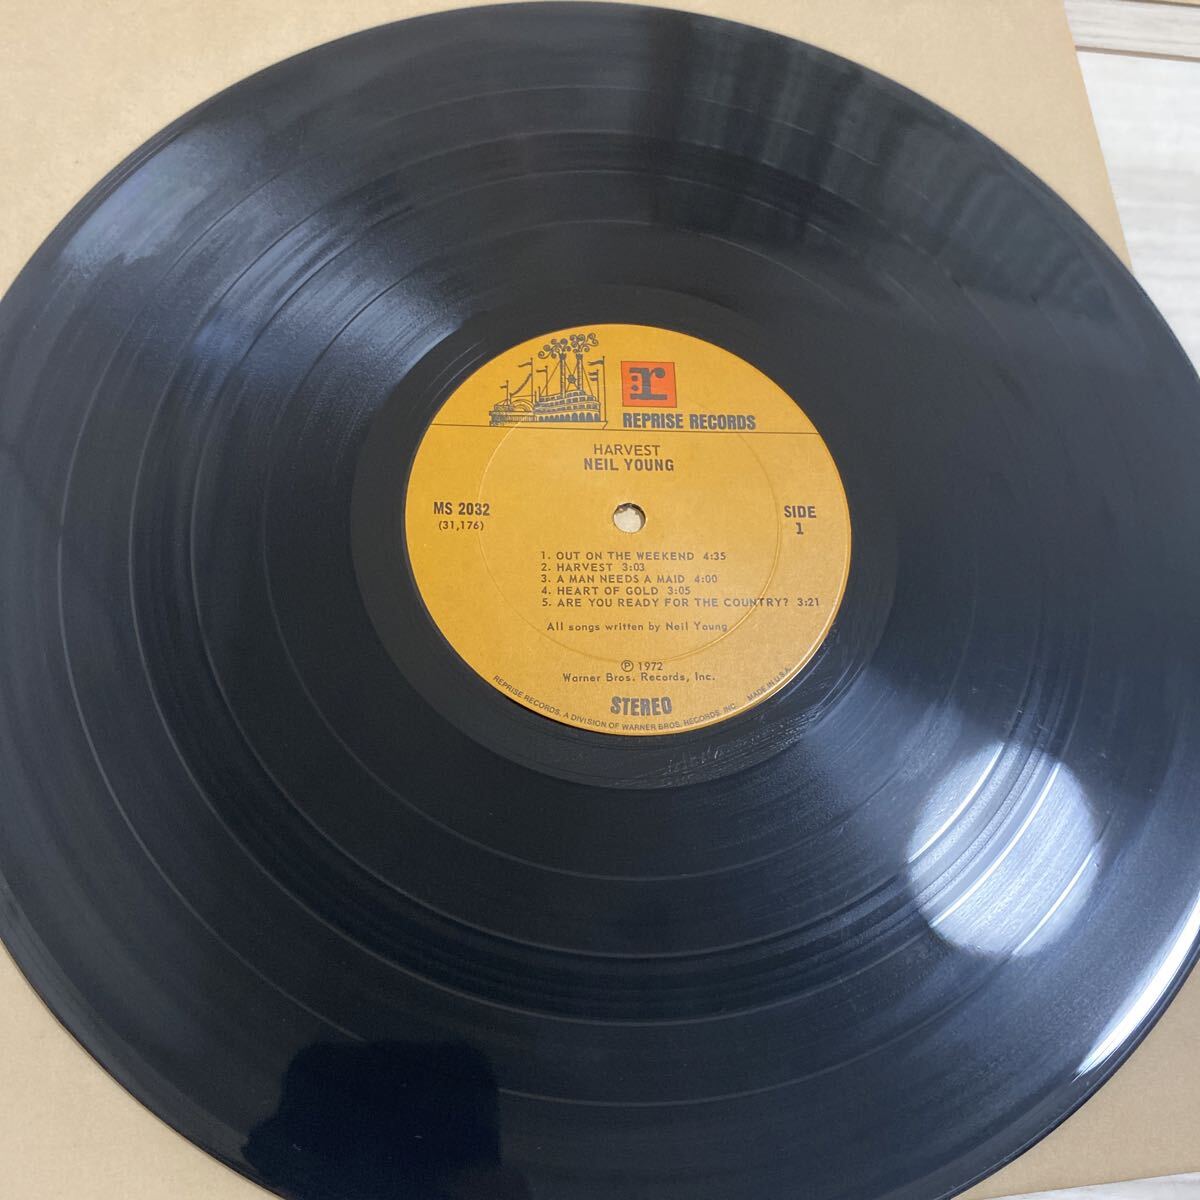 r
REPRISE RECORDS
HARVEST
NEIL YOUNG
MS 2032
(31,176)
SIDE
1
1. OUT ON THE WEEKEND 4:35
2. HARVEST 3:03
3. A MAN NEEDS A MAID 4:00
4. HEART OF GOLD 3:05
5. ARE YOU READY FOR THE COUNTRY? 3:21
All songs written by Neil Young
Ⓟ 1972
Warner Bros. Records, Inc.
STEREO
REPRISE RECORDS, A DIVISION OF WARNER BROS. RECORDS, INC. MADE IN U.S.A.